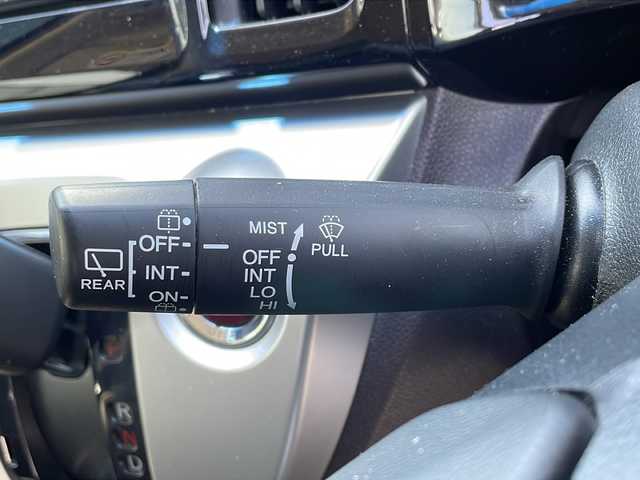 REAR
OFF
INT
ON
MIST
OFF
INT
LO
HI
PULL
R
N
D